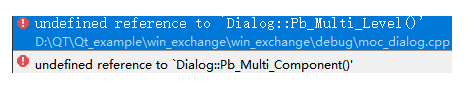 undefined reference to `Dialog::Pb_Multi_Level()'
D:\QT\Qt_example\win_exchange\win_exchange\debug\moc_dialog.cpp
undefined reference to `Dialog::Pb_Multi_Component()'